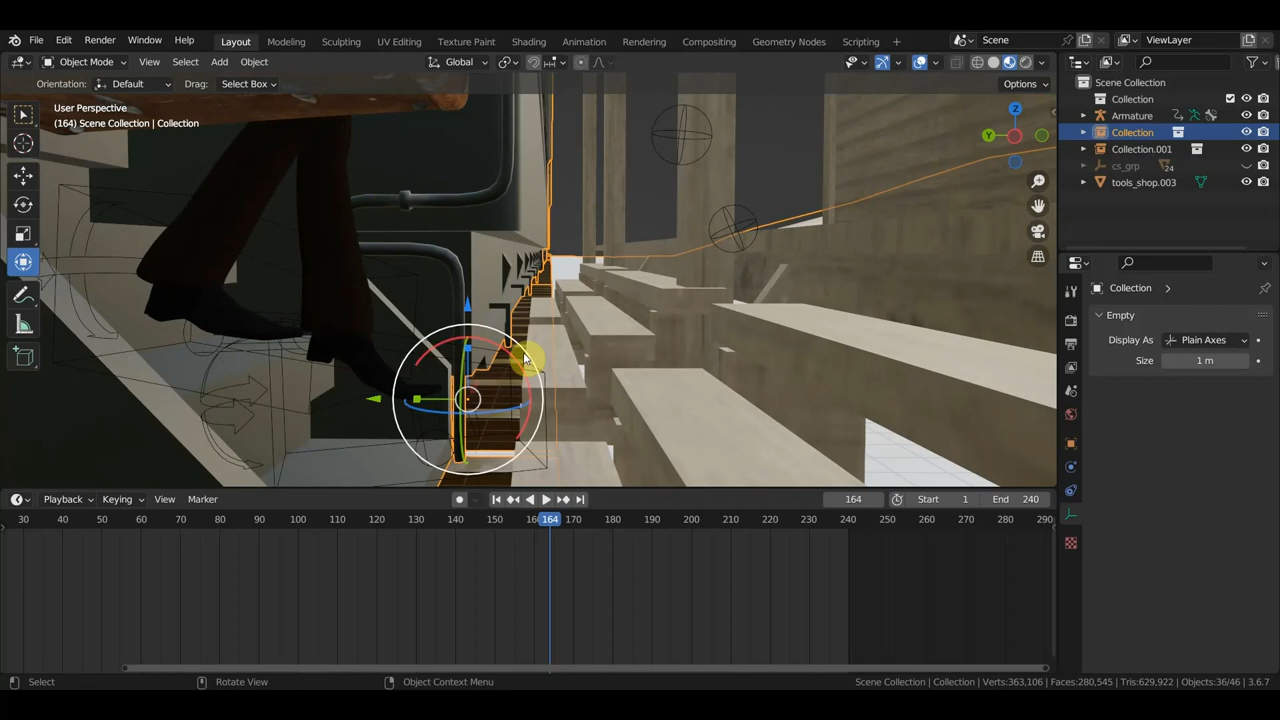 File Edit Render Window Help Layout Modeling Sculpting UV Editing Texture Paint Shading Animation Rendering Compositing Geometry Nodes Scripting + Scene ViewLayer
Object Mode View Select Add Object Global
Orientation: Default Drag: Select Box Options
User Perspective
(164) Scene Collection | Collection
Z
Y
Scene Collection
Collection
Armature
Collection
Collection.001
cs_grp 24
tools_shop.003
Collection
Empty
Display As Plain Axes
Size 1 m
Playback Keying View Marker 164 Start 1 End 240
30 40 50 60 70 80 90 100 110 120 130 140 150 16 164 170 180 190 200 210 220 230 240 250 260 270 280 290
Select Rotate View Object Context Menu Scene Collection | Collection | Verts:363,106 | Faces:280,545 | Tris:629,922 | Objects:36/46 | 3.6.7